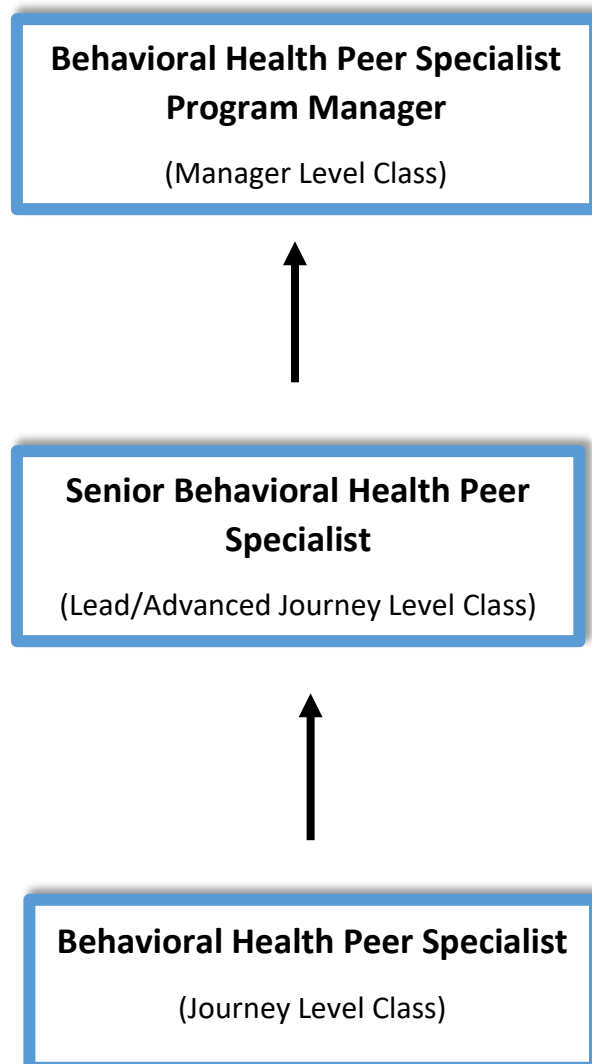 Behavioral Health Peer Specialist
Program Manager
(Manager Level Class)
Senior Behavioral Health Peer
Specialist
(Lead/Advanced Journey Level Class)
Behavioral Health Peer Specialist
(Journey Level Class)